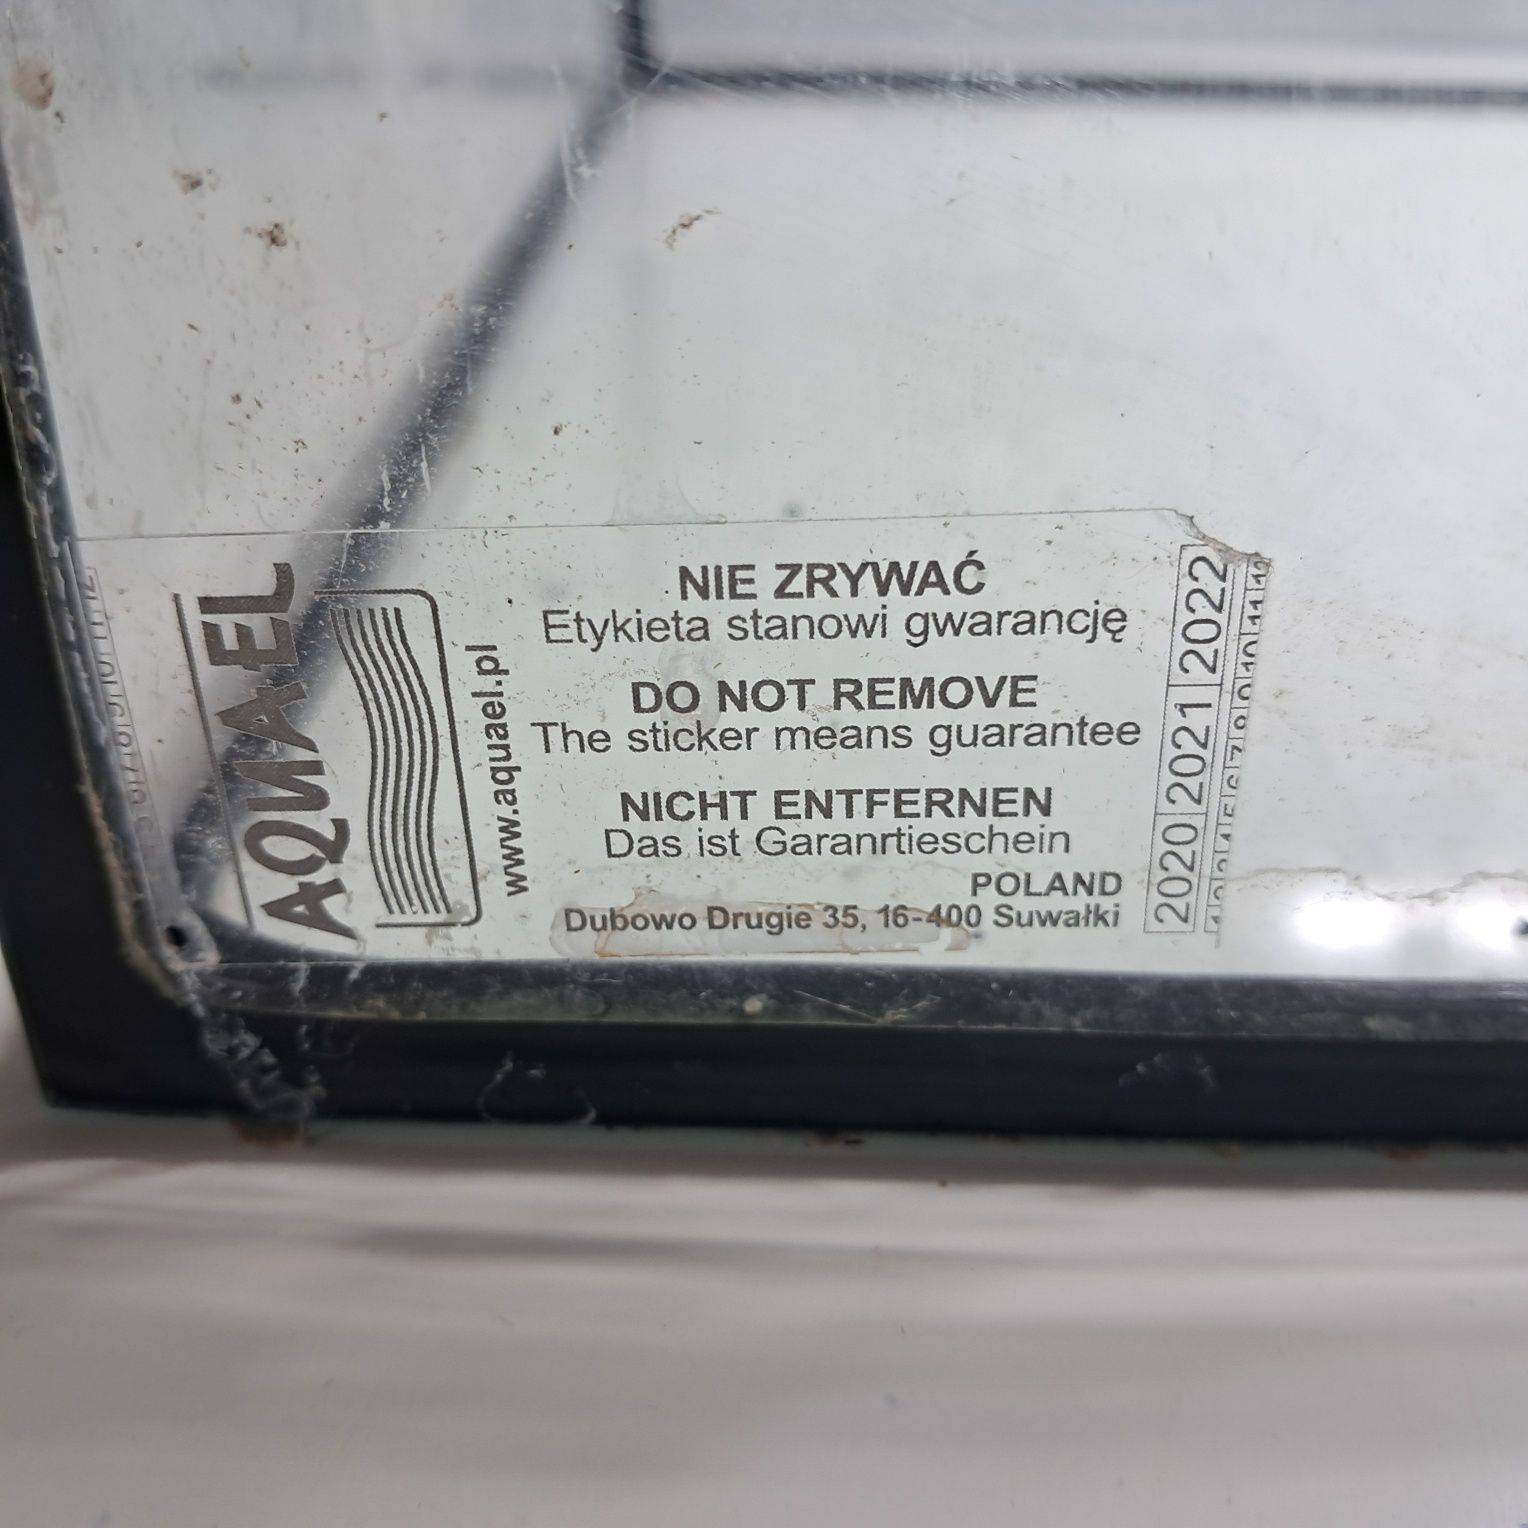 AQUAEL
www.aquael.pl
NIE ZRYWAĆ
Etykieta stanowi gwarancję
DO NOT REMOVE
The sticker means guarantee
NICHT ENTFERNEN
Das ist Garanrtieschein
POLAND
Dubowo Drugie 35, 16-400 Suwałki
2020 2021 2022